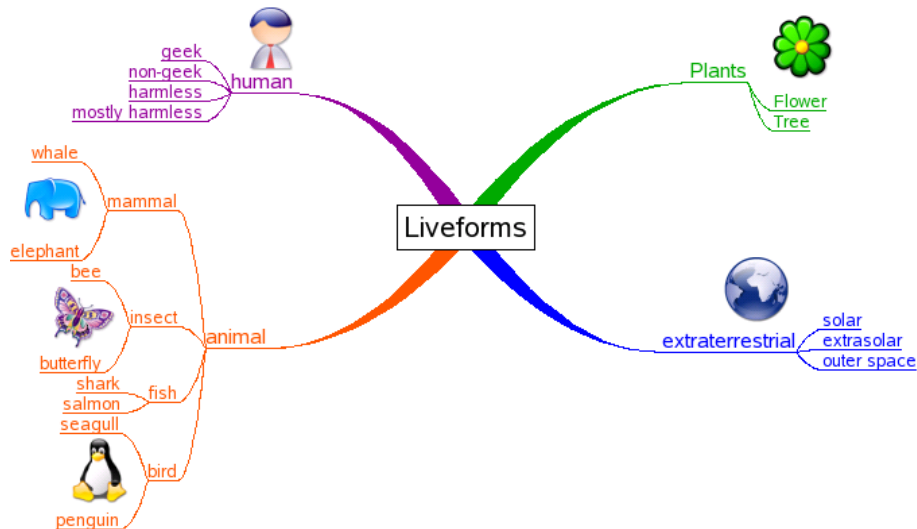 Liveforms
human
geek
non-geek
harmless
mostly harmless
animal
mammal
whale
elephant
insect
bee
butterfly
fish
shark
salmon
bird
seagull
penguin
Plants
Flower
Tree
extraterrestrial
solar
extrasolar
outer space